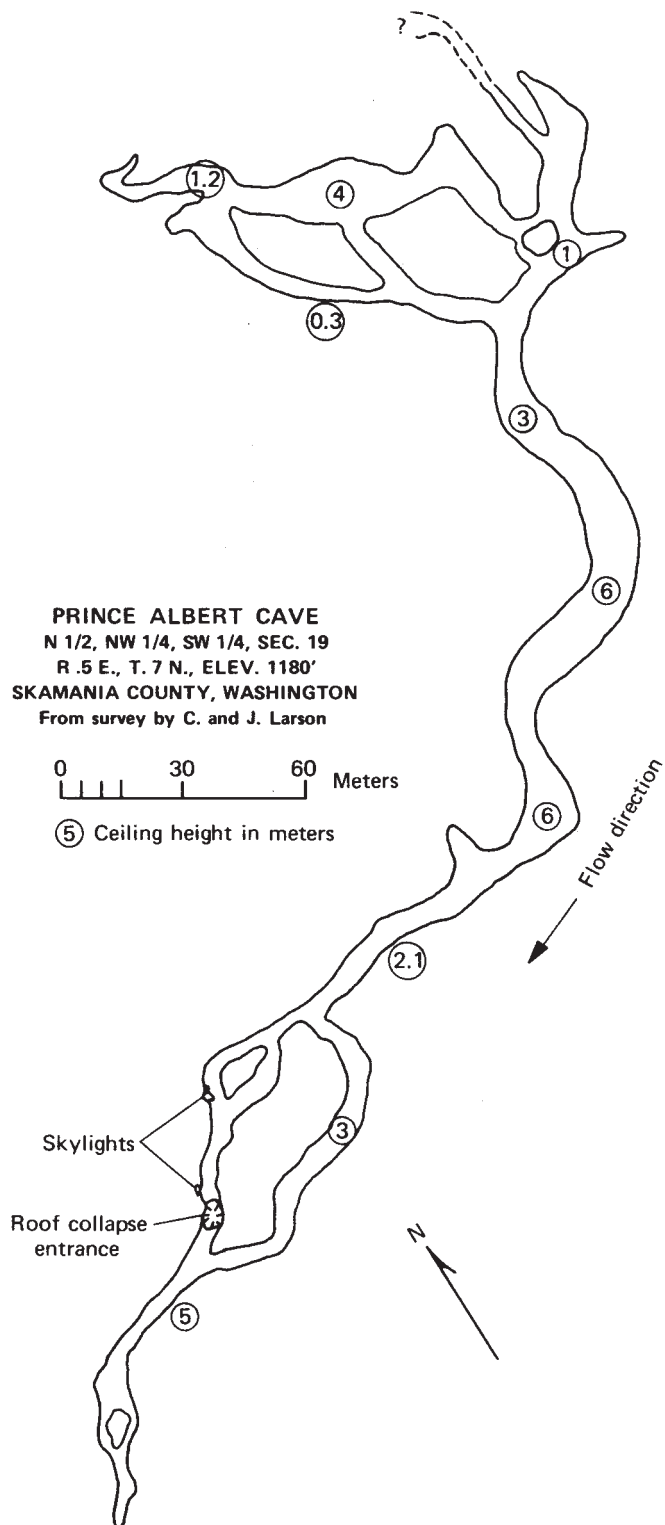 ?
1.2
4
1
0.3
3
6
PRINCE ALBERT CAVE
N 1/2, NW 1/4, SW 1/4, SEC. 19
R .5 E., T. 7 N., ELEV. 1180'
SKAMANIA COUNTY, WASHINGTON
From survey by C. and J. Larson
0 30 60 Meters
5 Ceiling height in meters
6
Flow direction
2.1
3
Skylights
Roof collapse
entrance
N
5